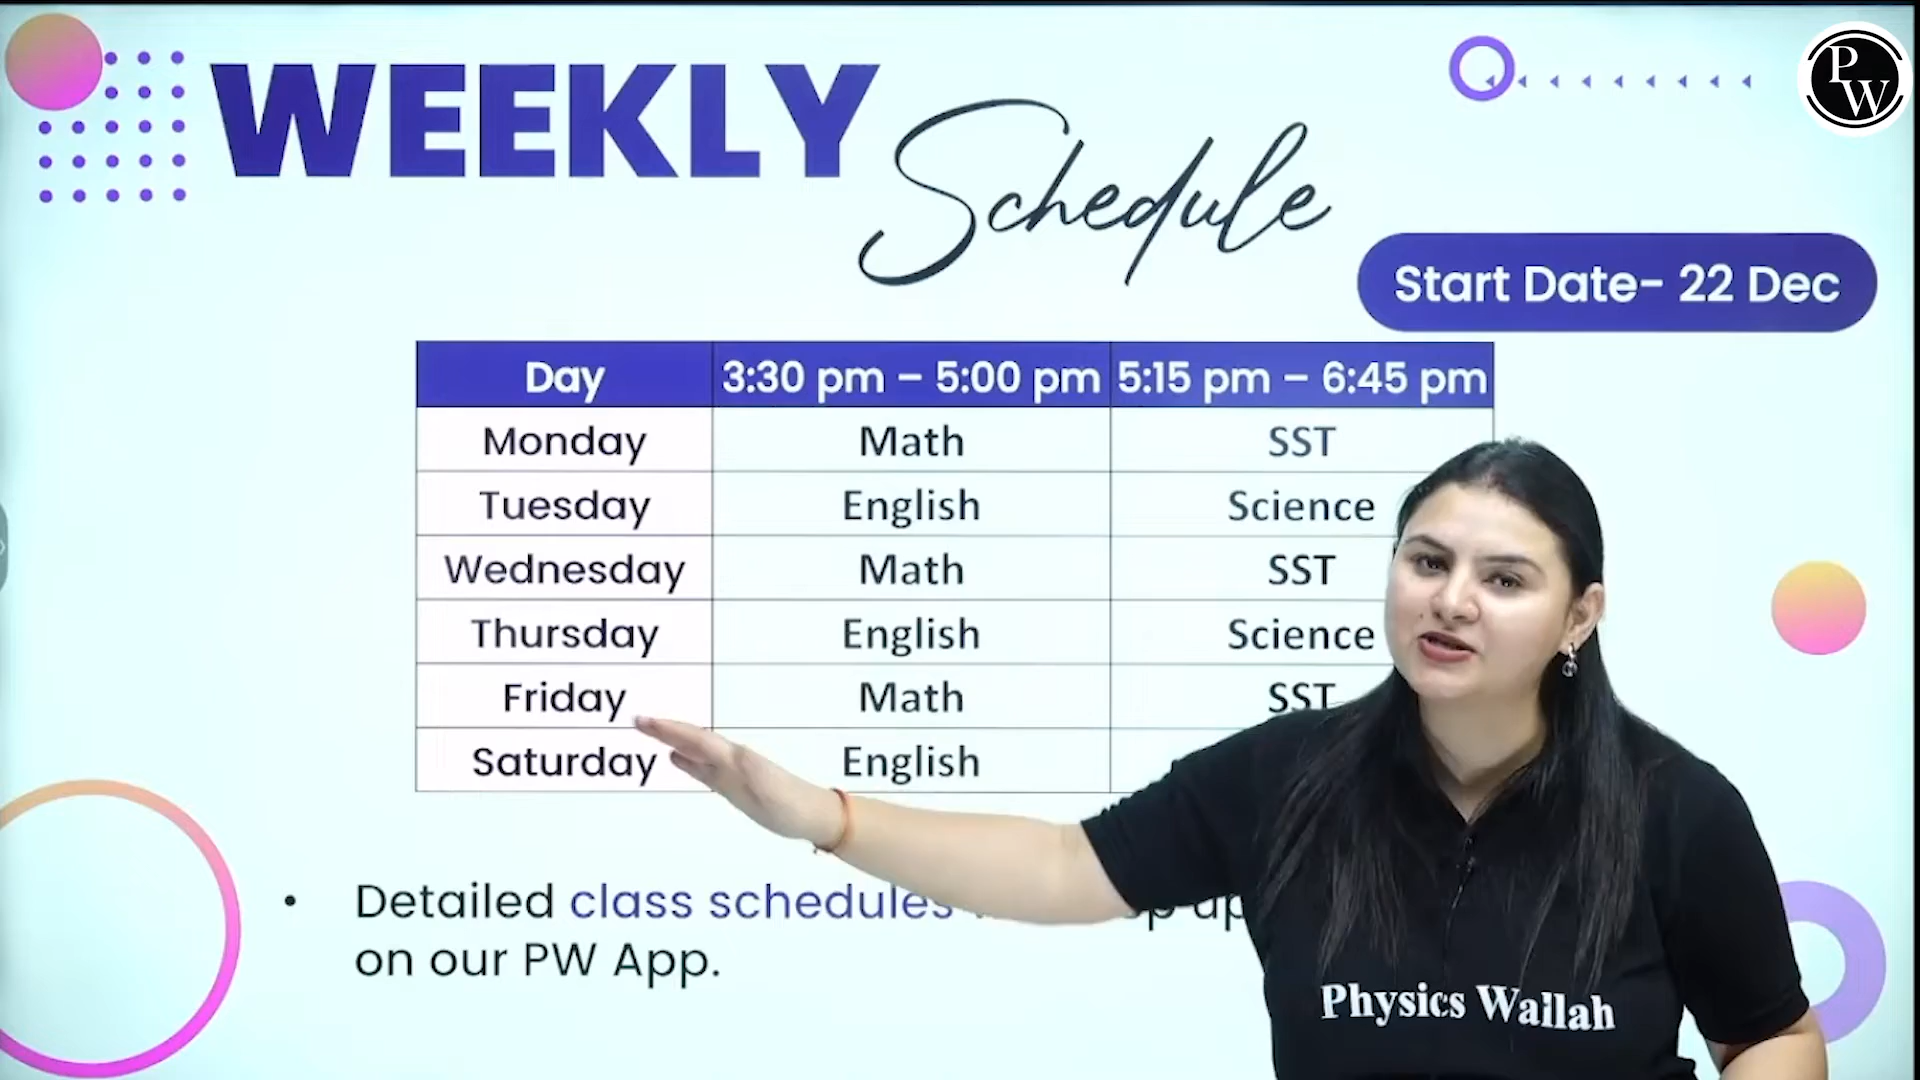 WEEKLY
Schedule
Start Date- 22 Dec
Day 3:30 pm – 5:00 pm 5:15 pm – 6:45 pm
Monday Math SST
Tuesday English Science
Wednesday Math SST
Thursday English Science
Friday Math SST
Saturday English
• Detailed class schedules up
on our PW App.
Physics Wallah
PW